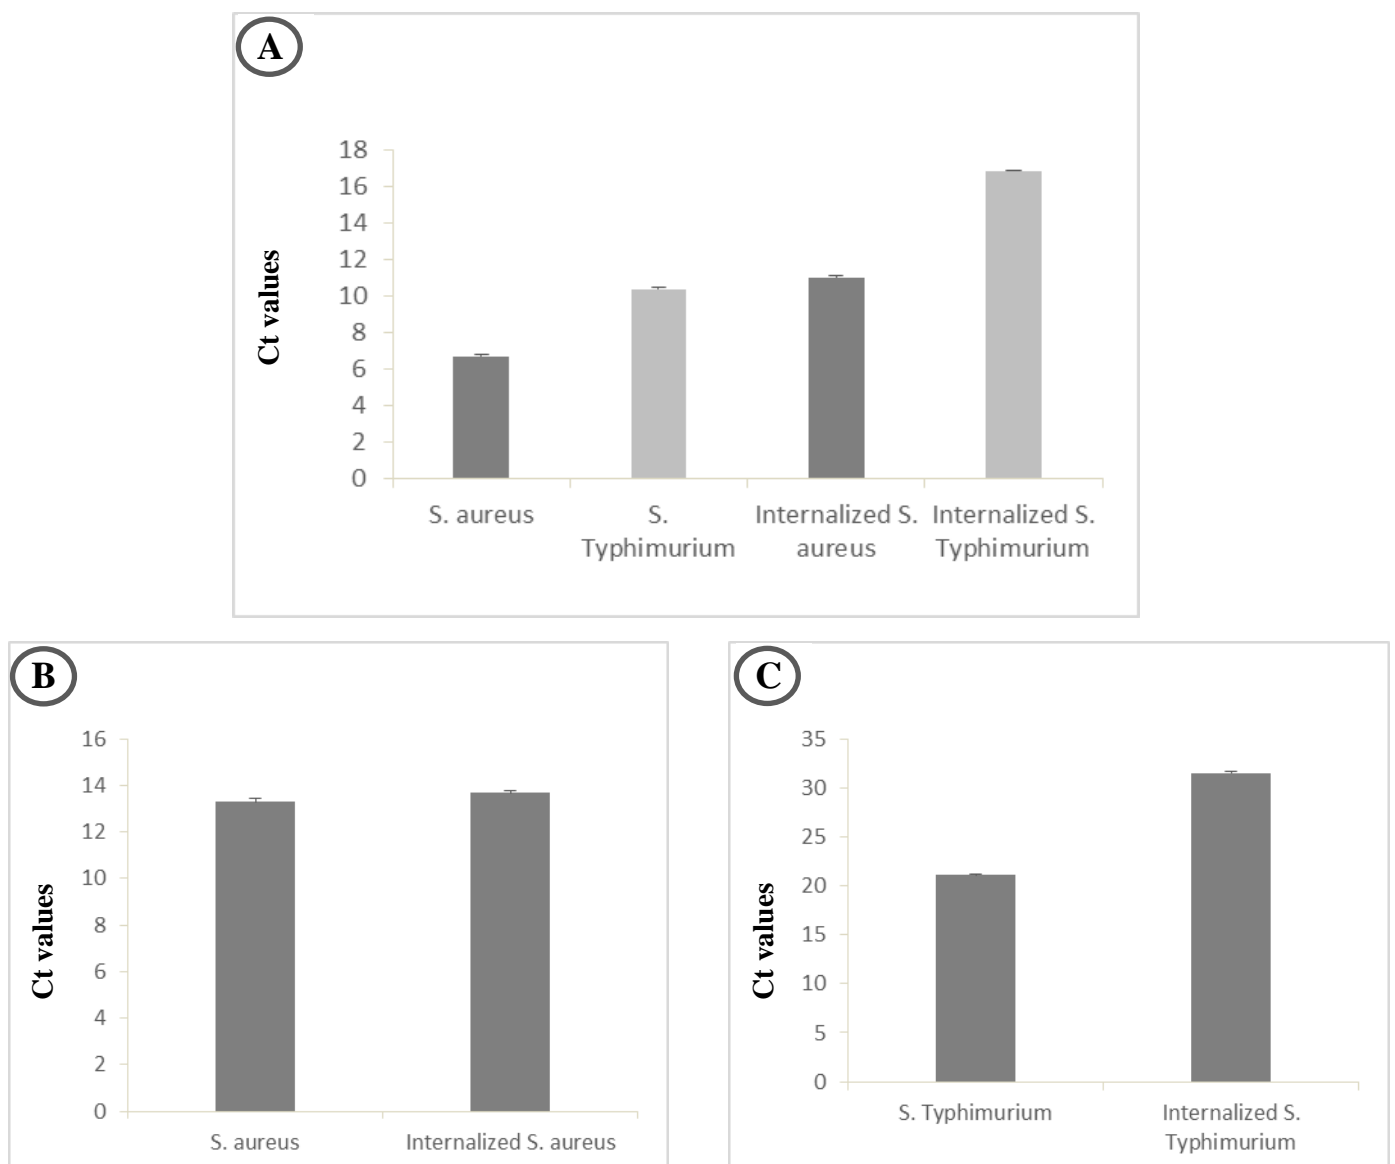 A
Ct values
18
16
14
12
10
8
6
4
2
0
S. aureus
S.
Typhimurium
Internalized S.
aureus
Internalized S.
Typhimurium
B
Ct values
16
14
12
10
8
6
4
2
0
S. aureus
Internalized S. aureus
C
Ct values
35
30
25
20
15
10
5
0
S. Typhimurium
Internalized S.
Typhimurium